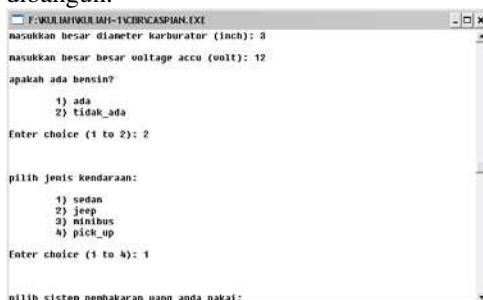 dibangun.
F:\KULIAH\KULIAH~1\CBR\CASPIAN.EXE
masukkan besar diameter karburator (inch): 3
masukkan besar besar voltage accu (volt): 12
apakah ada bensin?
1) ada
2) tidak_ada
Enter choice (1 to 2): 2
pilih jenis kendaraan:
1) sedan
2) jeep
3) minibus
4) pick_up
Enter choice (1 to 4): 1
pilih sistem pembakaran yang anda pakai: